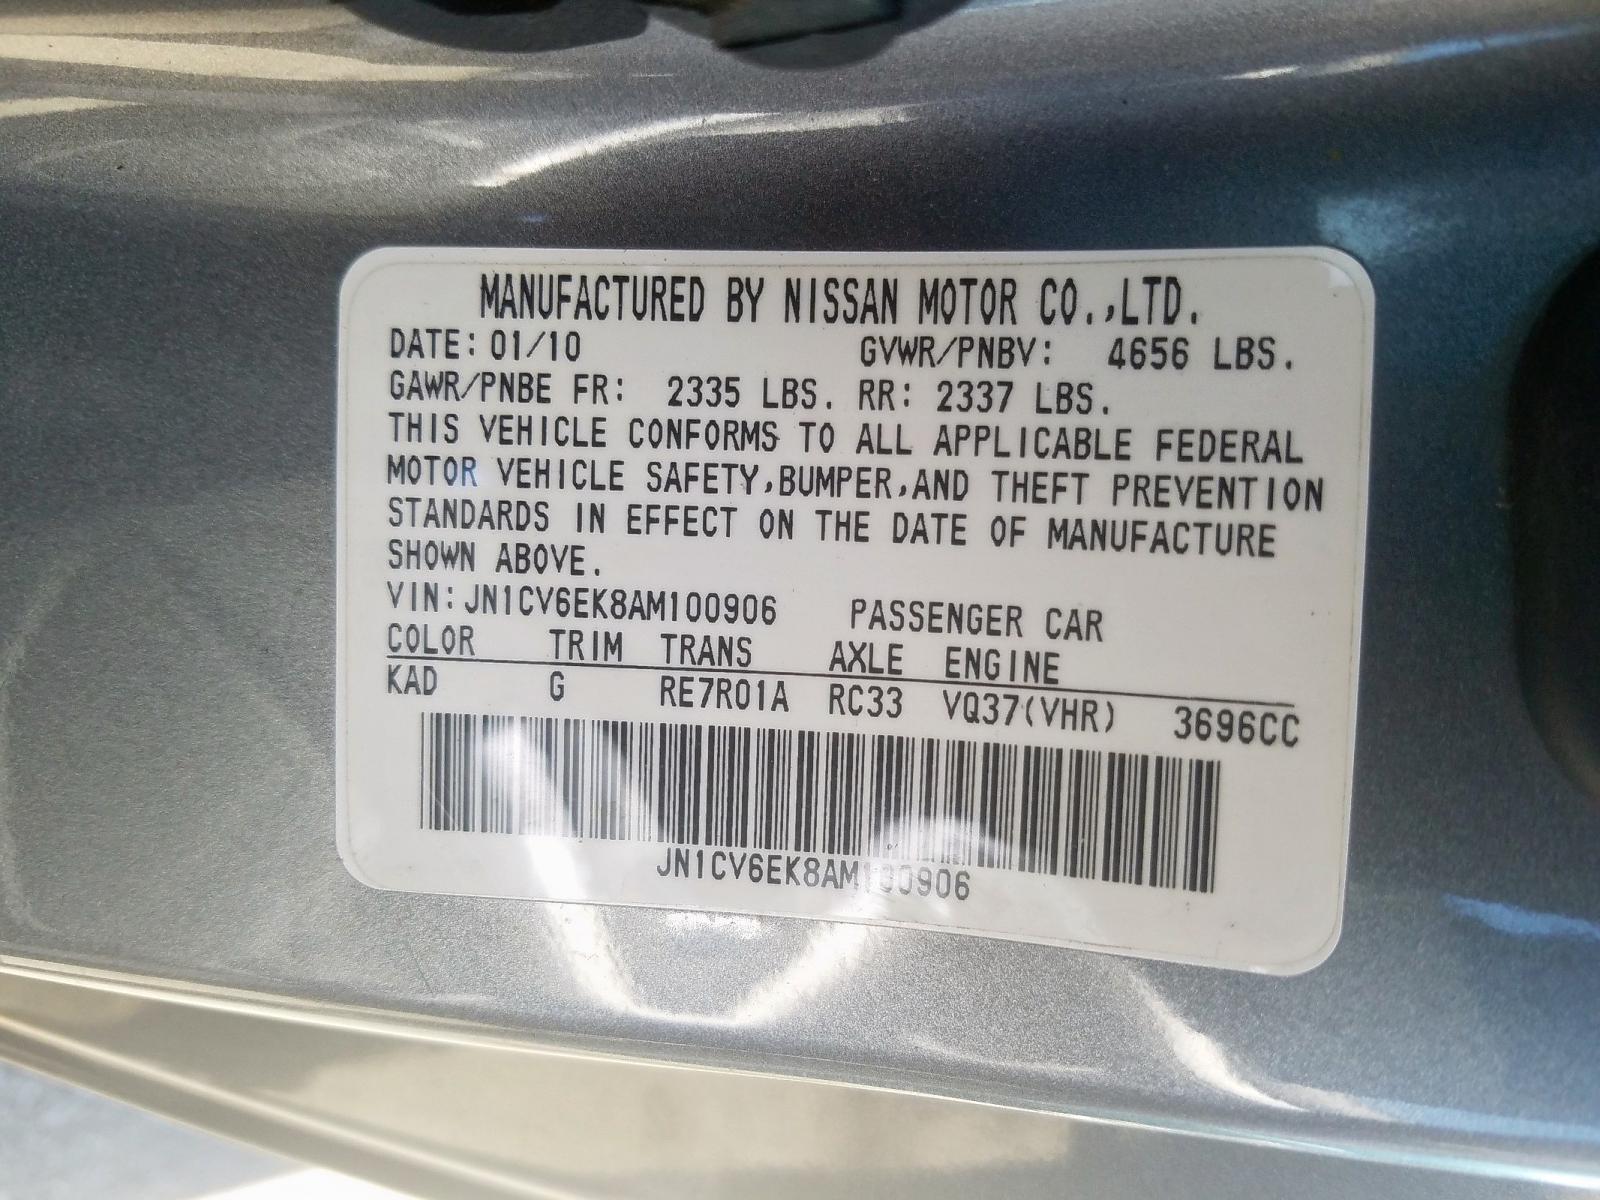 MANUFACTURED BY NISSAN MOTOR CO.,LTD.
DATE: 01/10 GVWR/PNBV: 4656 LBS.
GAWR/PNBE FR: 2335 LBS. RR: 2337 LBS.
THIS VEHICLE CONFORMS TO ALL APPLICABLE FEDERAL
MOTOR VEHICLE SAFETY,BUMPER,AND THEFT PREVENTION
STANDARDS IN EFFECT ON THE DATE OF MANUFACTURE
SHOWN ABOVE.
VIN: JN1CV6EK8AM100906 PASSENGER CAR
COLOR TRIM TRANS AXLE ENGINE
KAD G RE7R01A RC33 VQ37(VHR) 3696CC
JN1CV6EK8AM100906